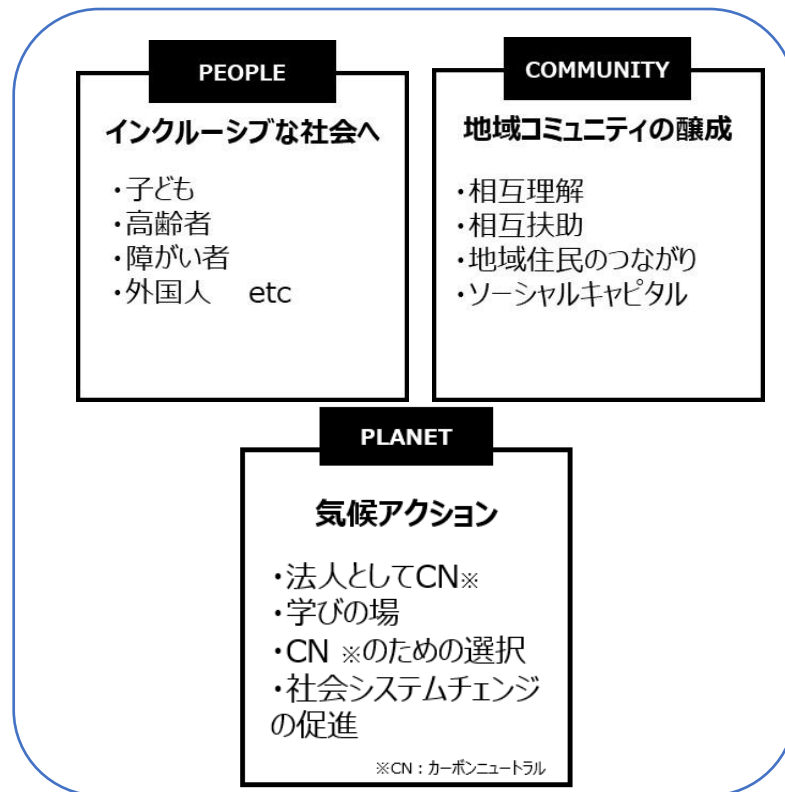 PEOPLE
インクルーシブな社会へ
・子ども
・高齢者
・障がい者
・外国人 etc
COMMUNITY
地域コミュニティの醸成
・相互理解
・相互扶助
・地域住民のつながり
・ソーシャルキャピタル
PLANET
気候アクション
・法人としてCN※
・学びの場
・CN ※のための選択
・社会システムチェンジ
の促進
※CN：カーボンニュートラル